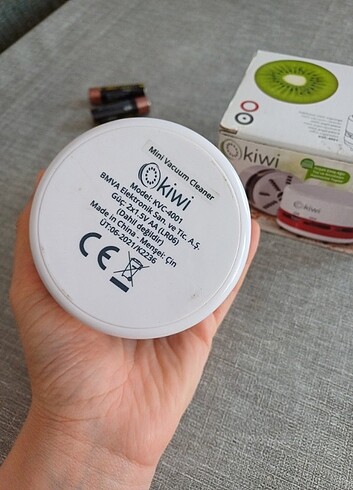 Mini Vacuum Cleaner
kiwi
Model: KVC-4001
BMVA Elektronik San. ve Tic. A.Ş.
Güç: 2x1.5V AA (LR06)
(Dahil değildir)
Made in China - Menşei: Çin
ÜT:06-2021/K2236
CE
kiwi
kiwi